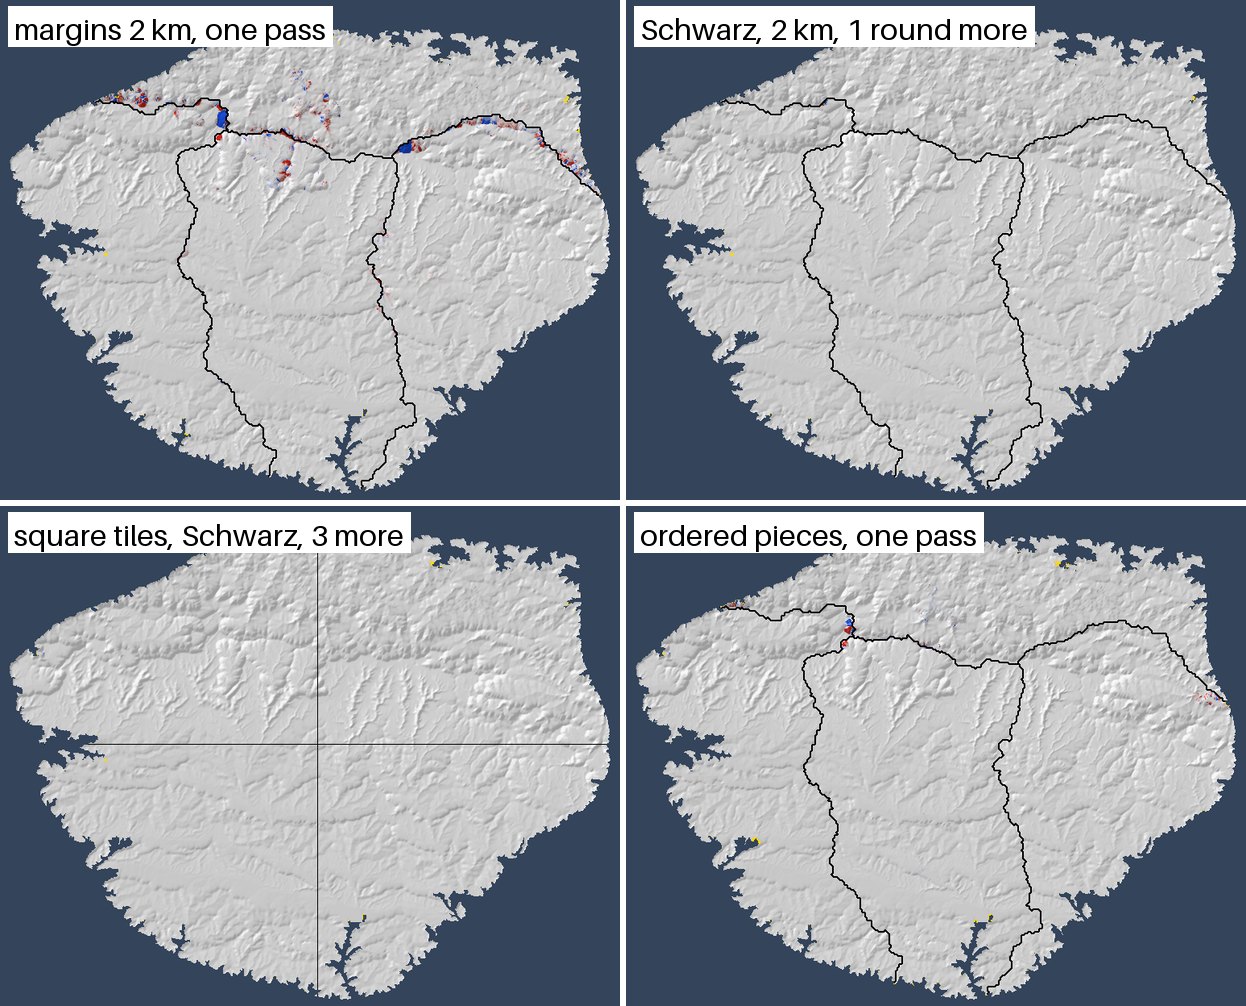 margins 2 km, one pass
Schwarz, 2 km, 1 round more
square tiles, Schwarz, 3 more
ordered pieces, one pass